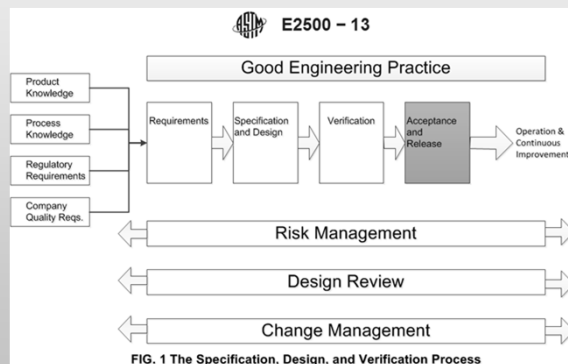 ASTM
E2500 – 13
Good Engineering Practice
Product
Knowledge
Process
Knowledge
Regulatory
Requirements
Company
Quality Reqs.
Requirements
Specification
and Design
Verification
Acceptance
and
Release
Operation &
Continuous
Improvement
Risk Management
Design Review
Change Management
FIG. 1 The Specification, Design, and Verification Process